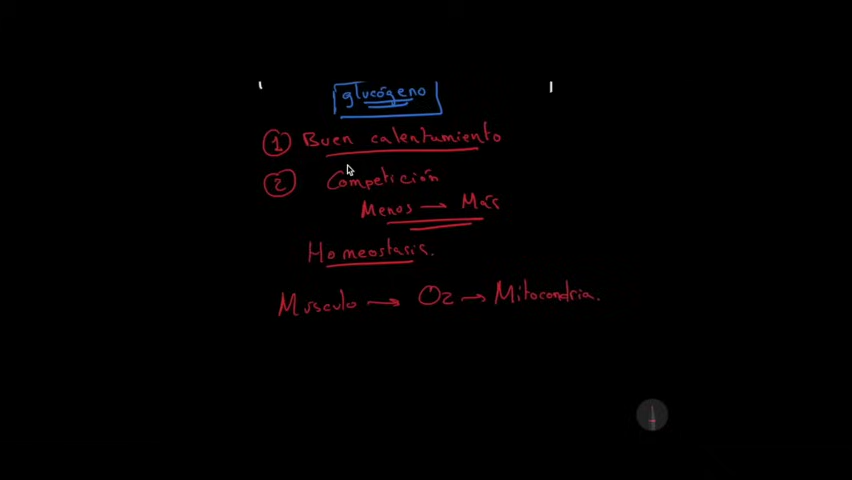 glucógeno
1 Buen calentamiento
2 Competición
Menos → Más
Homeostasis.
Musculo → O2 → Mitocondria.